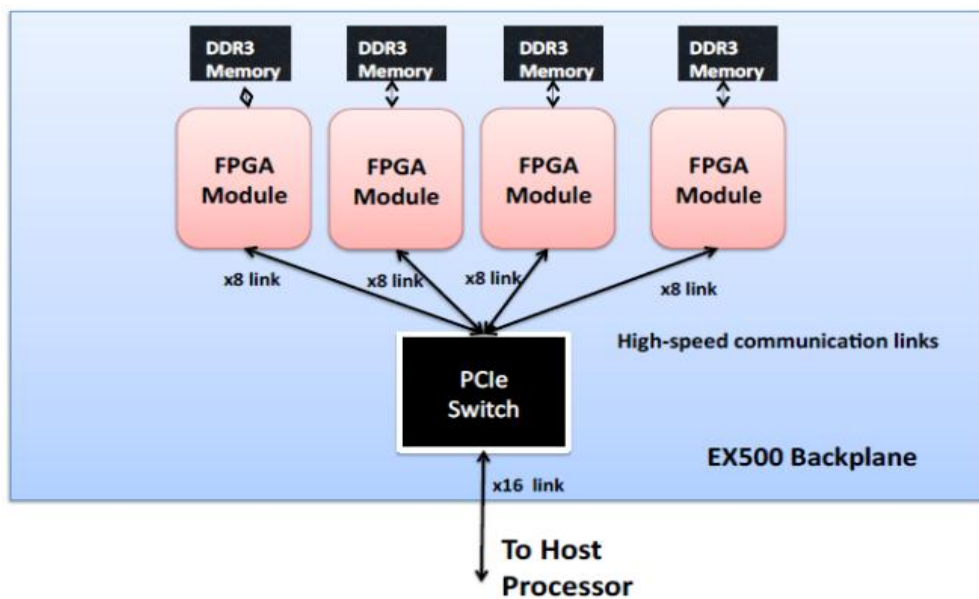 DDR3
Memory
DDR3
Memory
DDR3
Memory
DDR3
Memory
FPGA
Module
FPGA
Module
FPGA
Module
FPGA
Module
x8 link
x8 link
x8 link
x8 link
High-speed communication links
PCIe
Switch
EX500 Backplane
x16 link
To Host
Processor